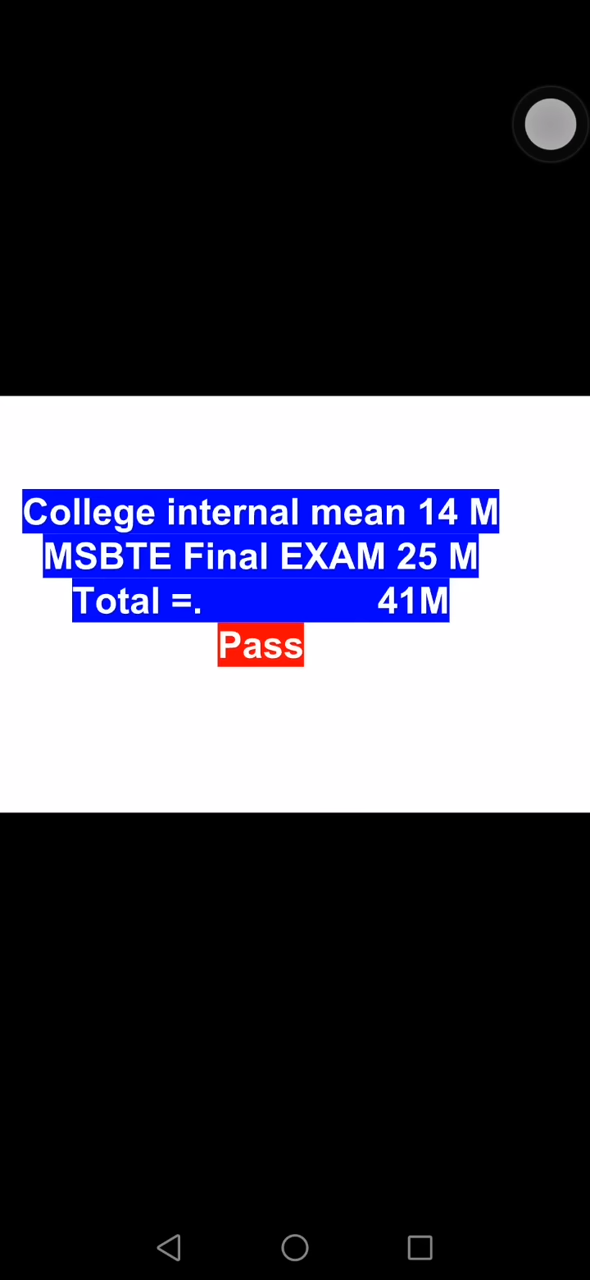 College internal mean 14 M
MSBTE Final EXAM 25 M
Total =. 41M
Pass